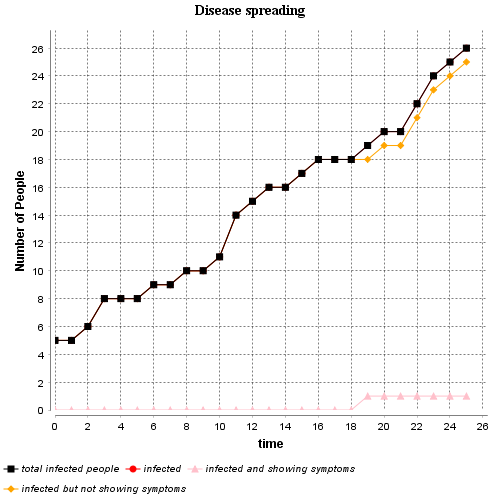 Disease spreading
Number of People
26
24
22
20
18
16
14
12
10
8
6
4
2
0
0 2 4 6 8 10 12 14 16 18 20 22 24 26
time
total infected people infected infected and showing symptoms
infected but not showing symptoms